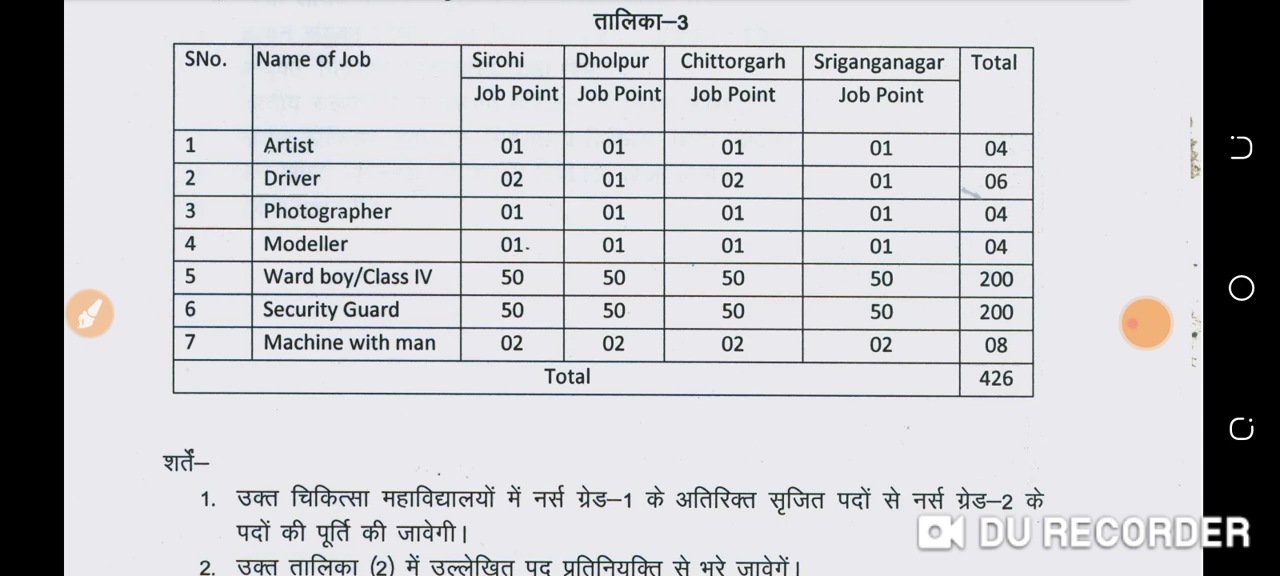 तालिका–3
SNo. Name of Job Sirohi Dholpur Chittorgarh Sriganganagar Total
Job Point Job Point Job Point Job Point
1 Artist 01 01 01 01 04
2 Driver 02 01 02 01 06
3 Photographer 01 01 01 01 04
4 Modeller 01 01 01 01 04
5 Ward boy/Class IV 50 50 50 50 200
6 Security Guard 50 50 50 50 200
7 Machine with man 02 02 02 02 08
Total 426
शर्ते–
1. उक्त चिकित्सा महाविद्यालयों में नर्स ग्रेड–1 के अतिरिक्त सृजित पदों से नर्स ग्रेड–2 के
पदों की पूर्ति की जावेगी।
2. उक्त तालिका (2) में उल्लेखित पद प्रतिनियुक्ति से भरे जावेगें।
DU RECORDER